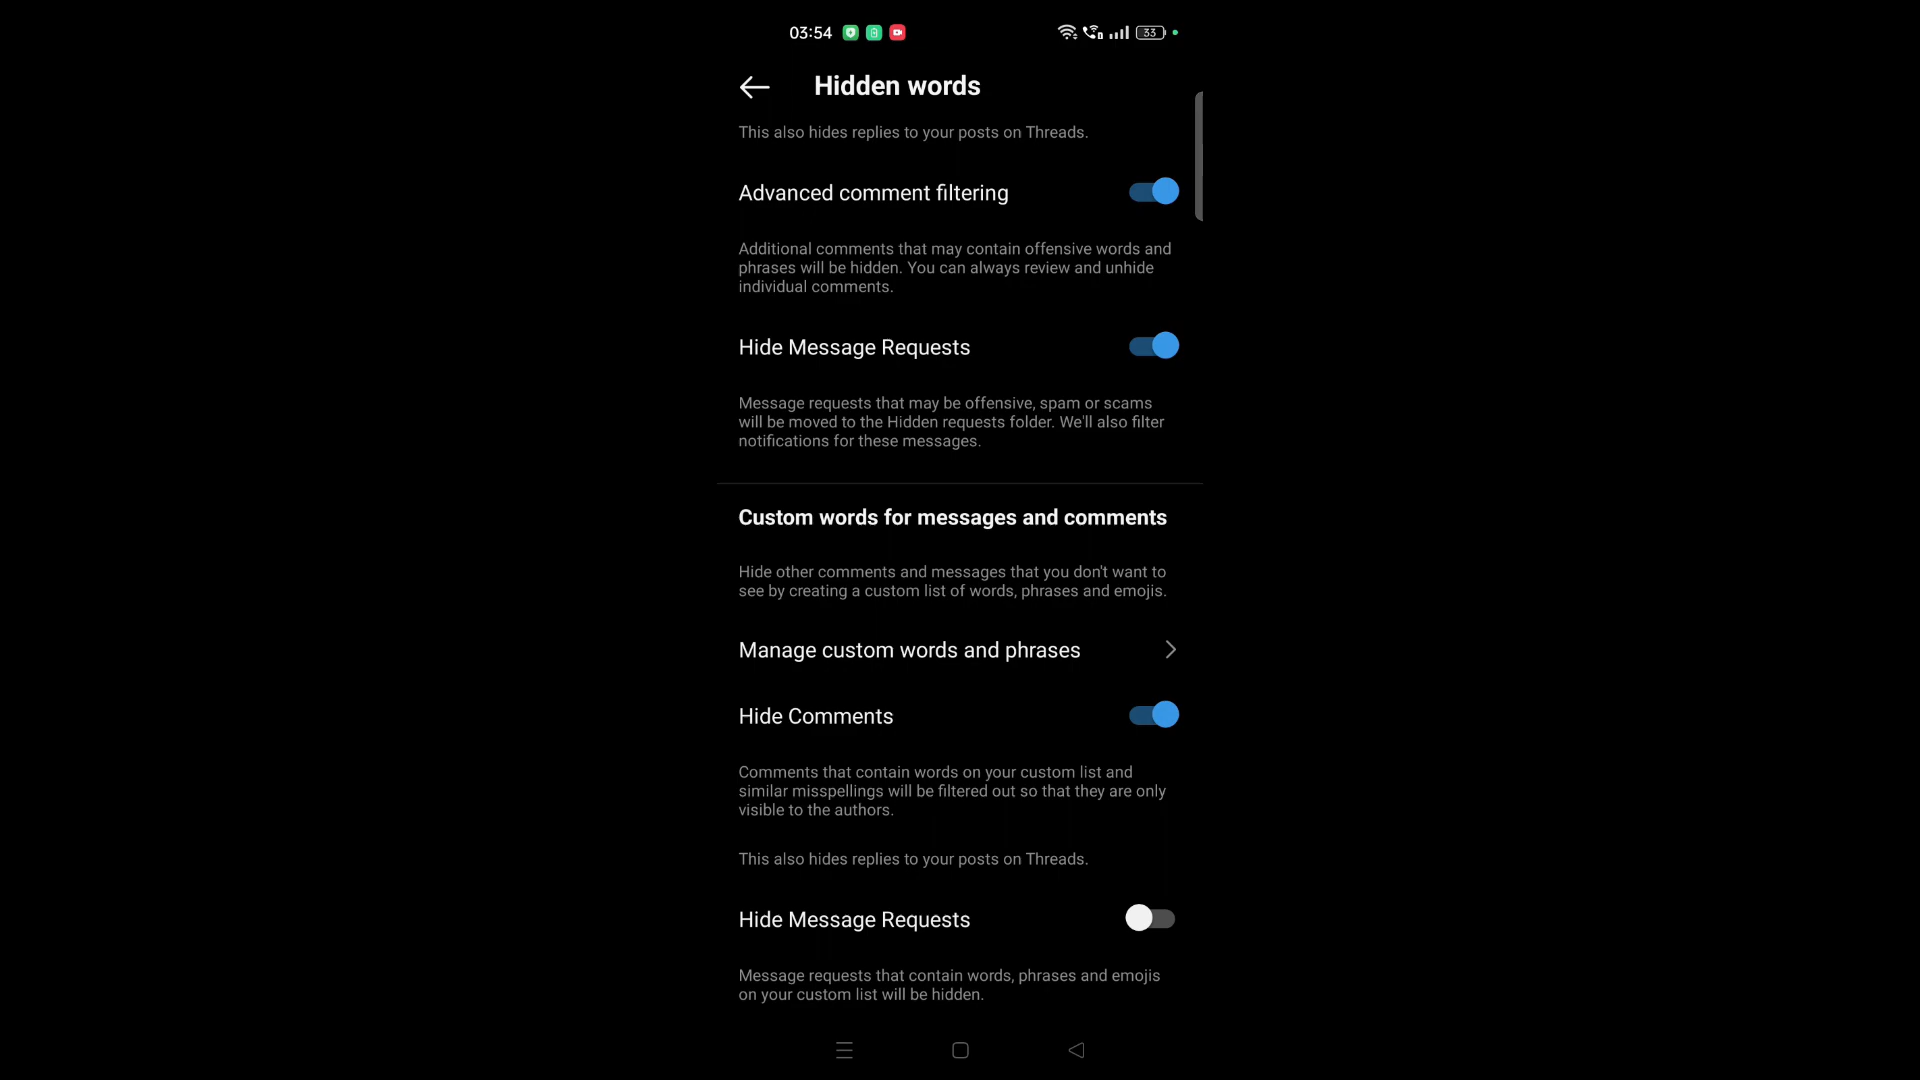 03:54
33
Hidden words
This also hides replies to your posts on Threads.
Advanced comment filtering
Additional comments that may contain offensive words and
phrases will be hidden. You can always review and unhide
individual comments.
Hide Message Requests
Message requests that may be offensive, spam or scams
will be moved to the Hidden requests folder. We'll also filter
notifications for these messages.
Custom words for messages and comments
Hide other comments and messages that you don't want to
see by creating a custom list of words, phrases and emojis.
Manage custom words and phrases
Hide Comments
Comments that contain words on your custom list and
similar misspellings will be filtered out so that they are only
visible to the authors.
This also hides replies to your posts on Threads.
Hide Message Requests
Message requests that contain words, phrases and emojis
on your custom list will be hidden.